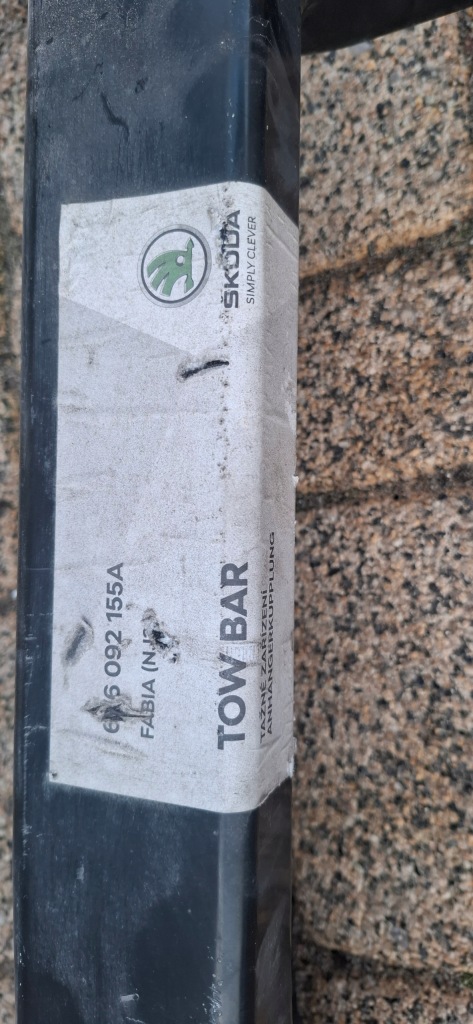 ŠKODA
SIMPLY CLEVER
092 155A
FABIA
TOW BAR
TAŽNÉ ZAŘÍZENÍ
ANHÄNGERKUPPLUNG